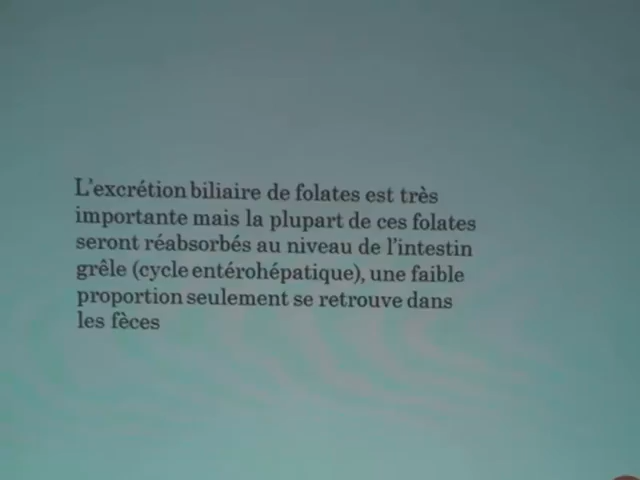 L'excrétion biliaire de folates est très
importante mais la plupart de ces folates
seront réabsorbés au niveau de l'intestin
grêle (cycle entérohépatique), une faible
proportion seulement se retrouve dans
les fèces